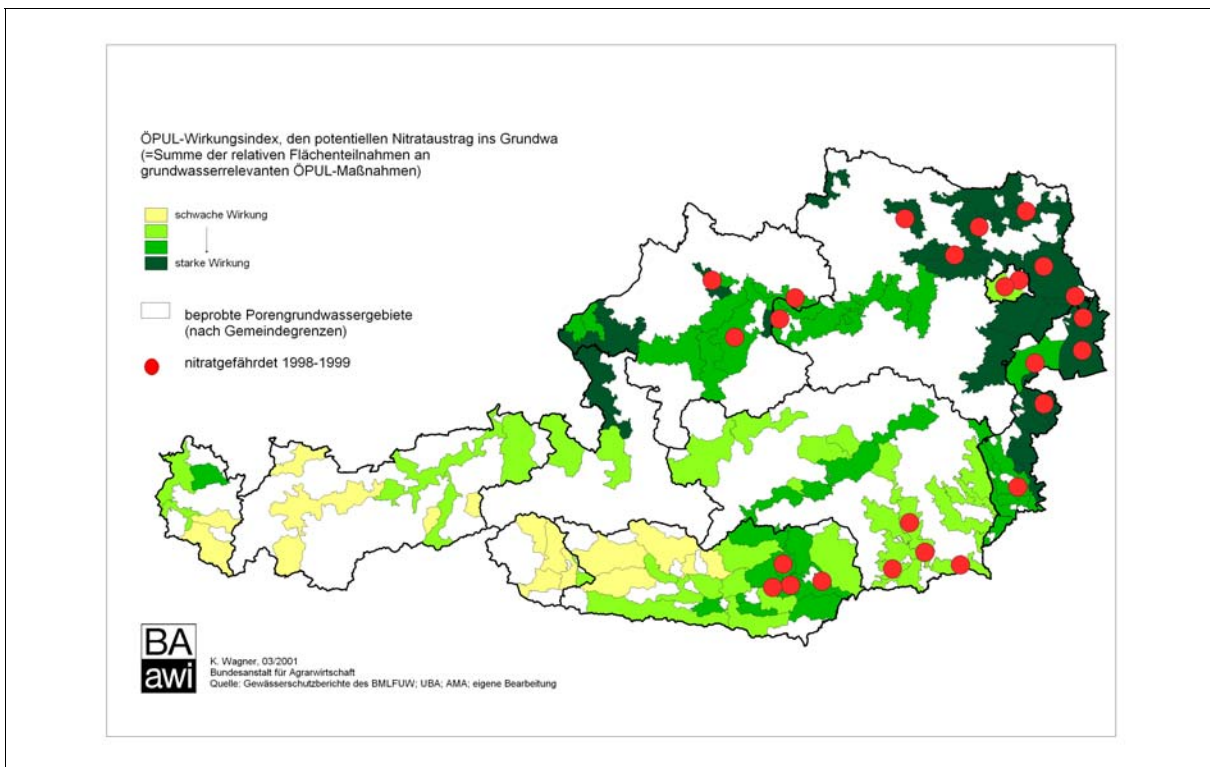 ÖPUL-Wirkungsindex, den potentiellen Nitrataustrag ins Grundwa
(=Summe der relativen Flächenteilnahmen an
grundwasserrelevanten ÖPUL-Maßnahmen)
schwache Wirkung
starke Wirkung
beprobte Porengrundwassergebiete
(nach Gemeindegrenzen)
nitratgefährdet 1998-1999
BA
awi
K. Wagner, 03/2001
Bundesanstalt für Agrarwirtschaft
Quelle: Gewässerschutzberichte des BMLFUW; UBA; AMA; eigene Bearbeitung